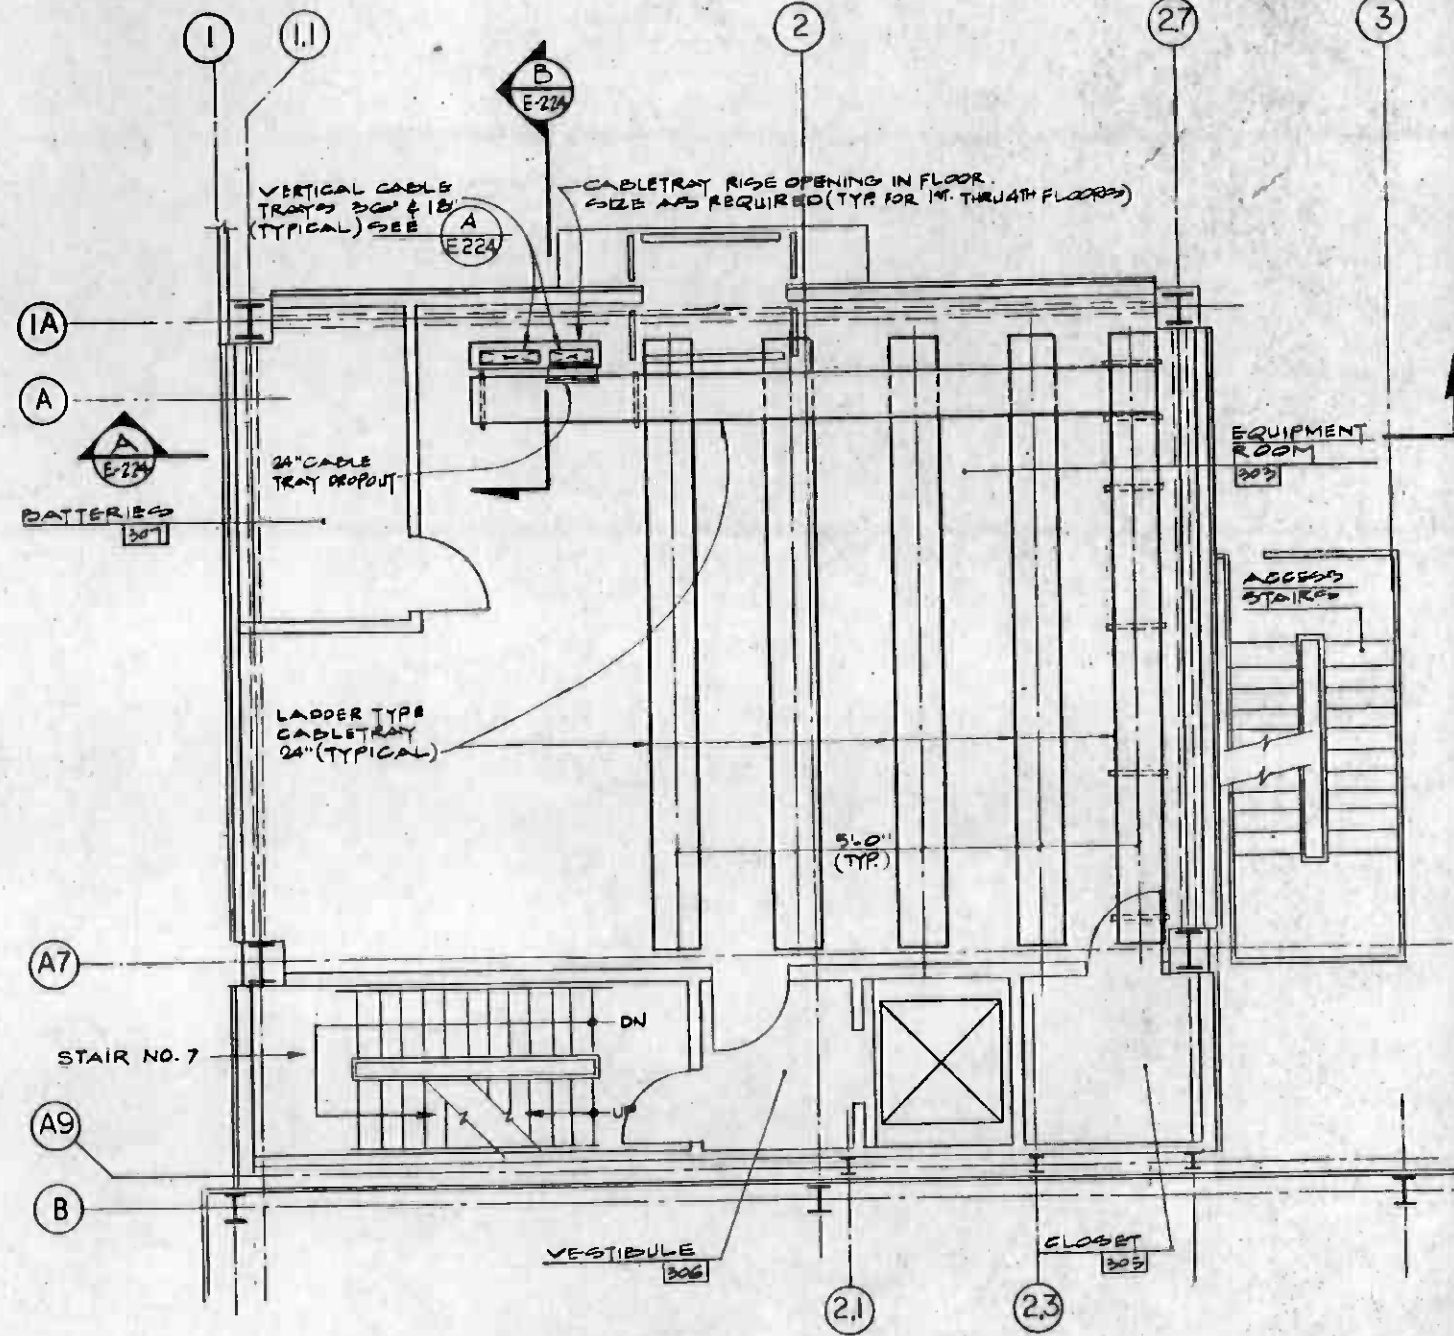 1
1.1
2
2.7
3
B
E-224
VERTICAL CABLE
TRAYS 36" & 18"
(TYPICAL) SEE
A
E224
CABLETRAY RISE OPENING IN FLOOR.
SIZE AS REQUIRED (TYP. FOR 1ST. THRU 4TH FLOORS)
1A
A
A
E-224
24" CABLE
TRAY DROPOUT
EQUIPMENT
ROOM
303
BATTERIES
307
ACCESS
STAIRS
LADDER TYPE
CABLETRAY
24" (TYPICAL)
5'-0"
(TYP.)
A7
DN
STAIR NO. 7
UP
A9
B
VESTIBULE
306
CLOSET
305
2.1
2.3